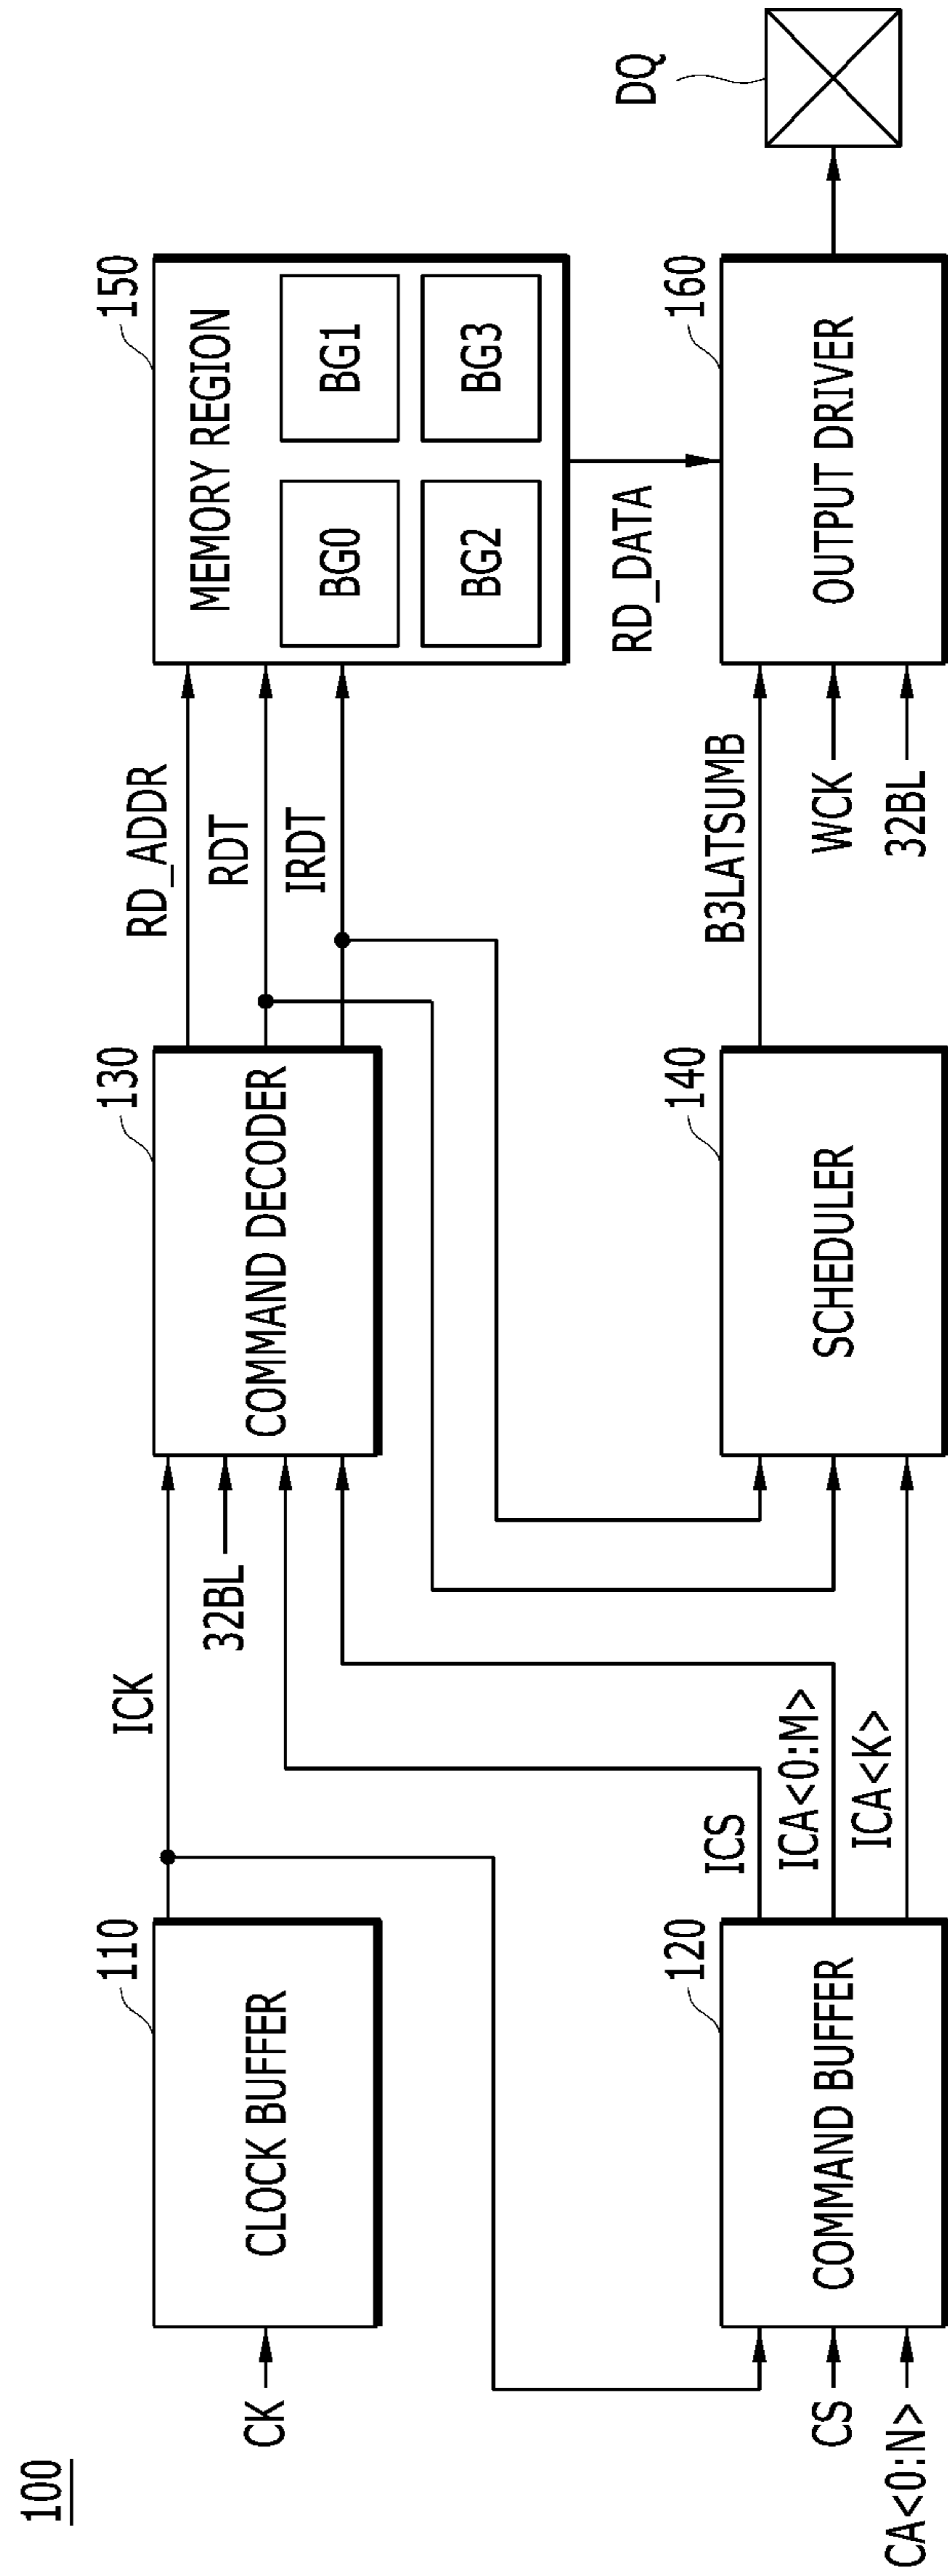 100
CK
CLOCK BUFFER
110
ICK
32BL
COMMAND DECODER
130
RD_ADDR
RDT
IRDT
MEMORY REGION
150
BG0
BG1
BG2
BG3
RD_DATA
CS
CA<0:N>
COMMAND BUFFER
120
ICS
ICA<0:M>
ICA<K>
SCHEDULER
140
B3LATSUMB
WCK
32BL
OUTPUT DRIVER
160
DQ